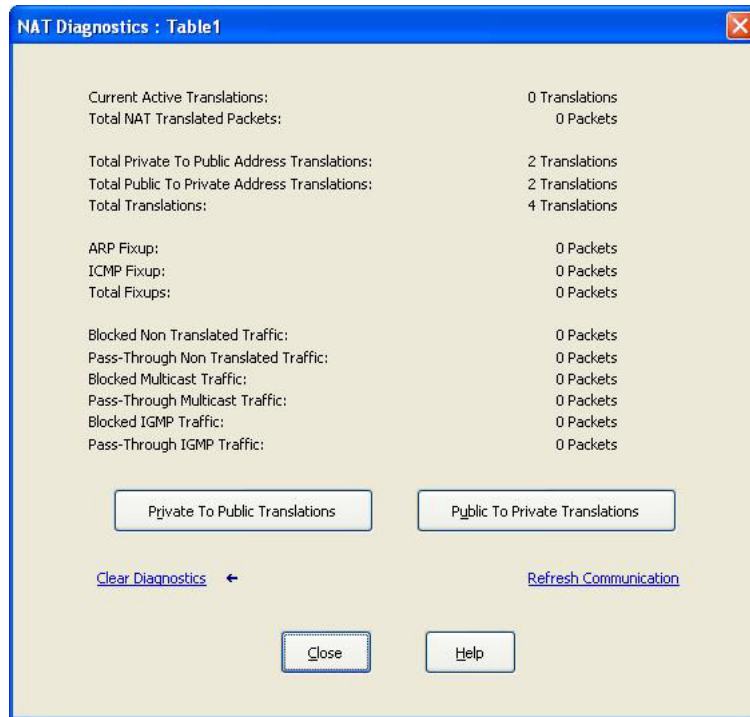 NAT Diagnostics : Table1
Current Active Translations: 0 Translations
Total NAT Translated Packets: 0 Packets
Total Private To Public Address Translations: 2 Translations
Total Public To Private Address Translations: 2 Translations
Total Translations: 4 Translations
ARP Fixup: 0 Packets
ICMP Fixup: 0 Packets
Total Fixups: 0 Packets
Blocked Non Translated Traffic: 0 Packets
Pass-Through Non Translated Traffic: 0 Packets
Blocked Multicast Traffic: 0 Packets
Pass-Through Multicast Traffic: 0 Packets
Blocked IGMP Traffic: 0 Packets
Pass-Through IGMP Traffic: 0 Packets
Private To Public Translations Public To Private Translations
Clear Diagnostics Refresh Communication
Close Help